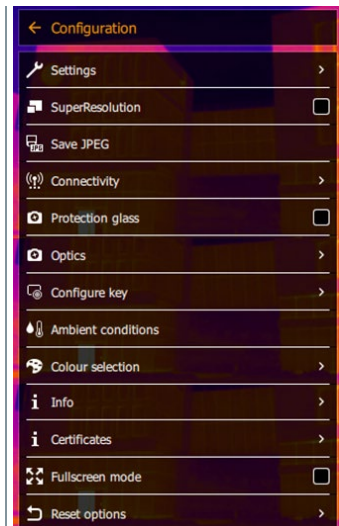 Configuration
Settings
SuperResolution
JPG
Save JPEG
Connectivity
Protection glass
Optics
Configure key
Ambient conditions
Colour selection
Info
Certificates
Fullscreen mode
Reset options